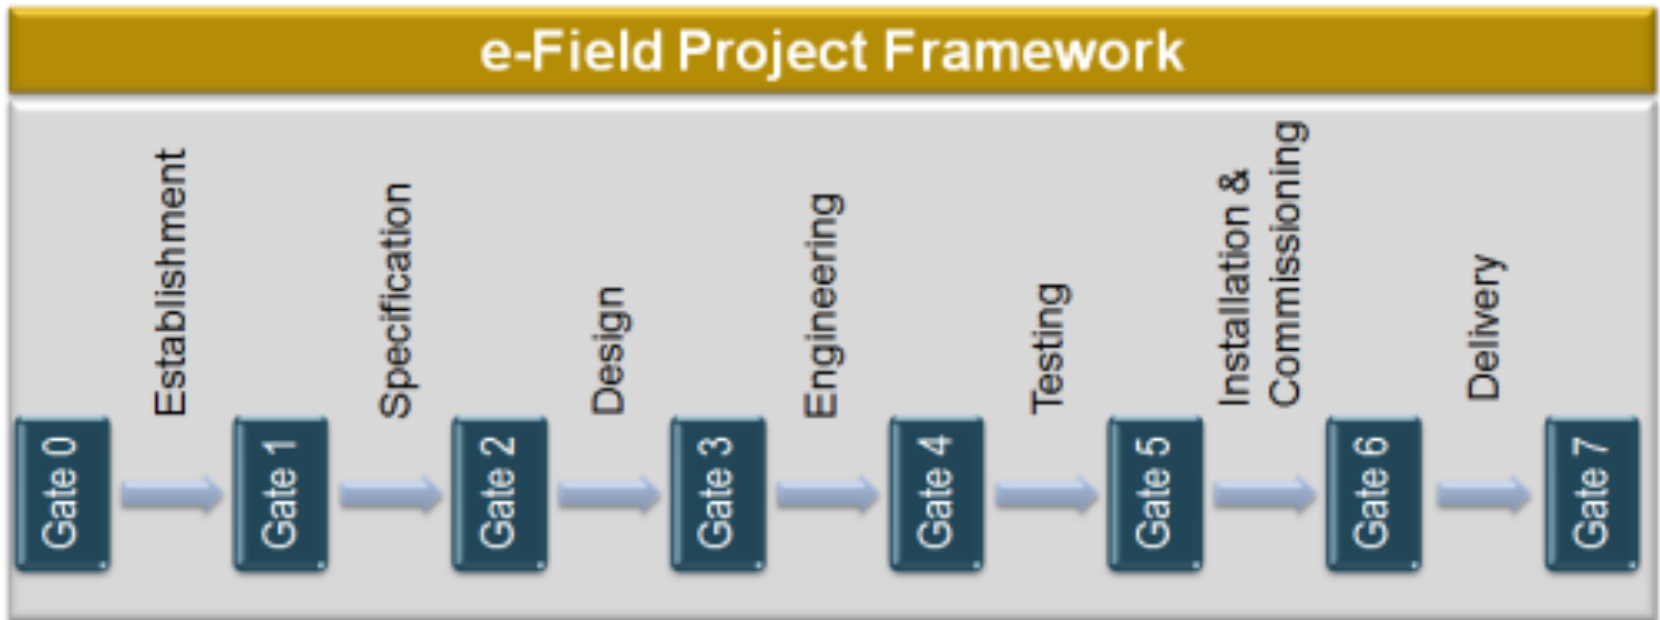 e-Field Project Framework
Establishment
Specification
Design
Engineering
Testing
Installation &
Commissioning
Delivery
Gate 0
Gate 1
Gate 2
Gate 3
Gate 4
Gate 5
Gate 6
Gate 7